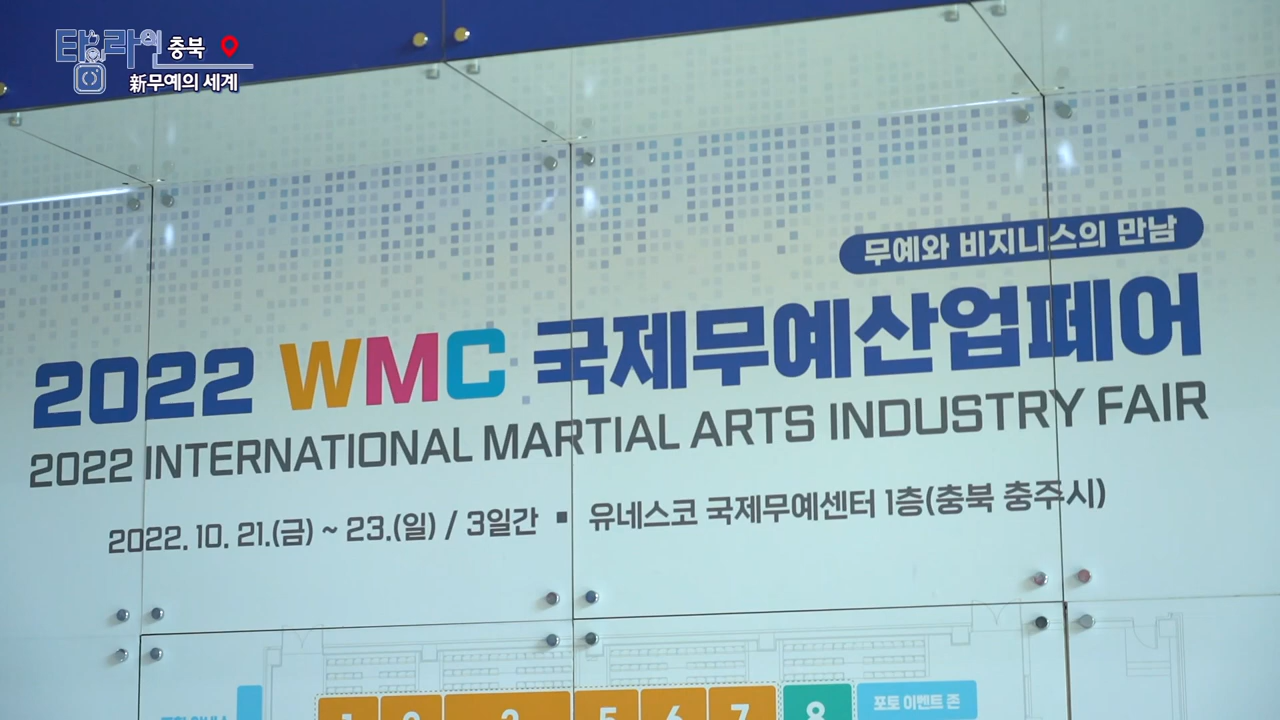 타라의 충북
新무예의 세계
무예와 비지니스의 만남
2022 WMC 국제무예산업페어
2022 INTERNATIONAL MARTIAL ARTS INDUSTRY FAIR
2022. 10. 21.(금) ~ 23.(일) / 3일간 ▪ 유네스코 국제무예센터 1층(충북 충주시)
5 6 7 8 포토 이벤트 존